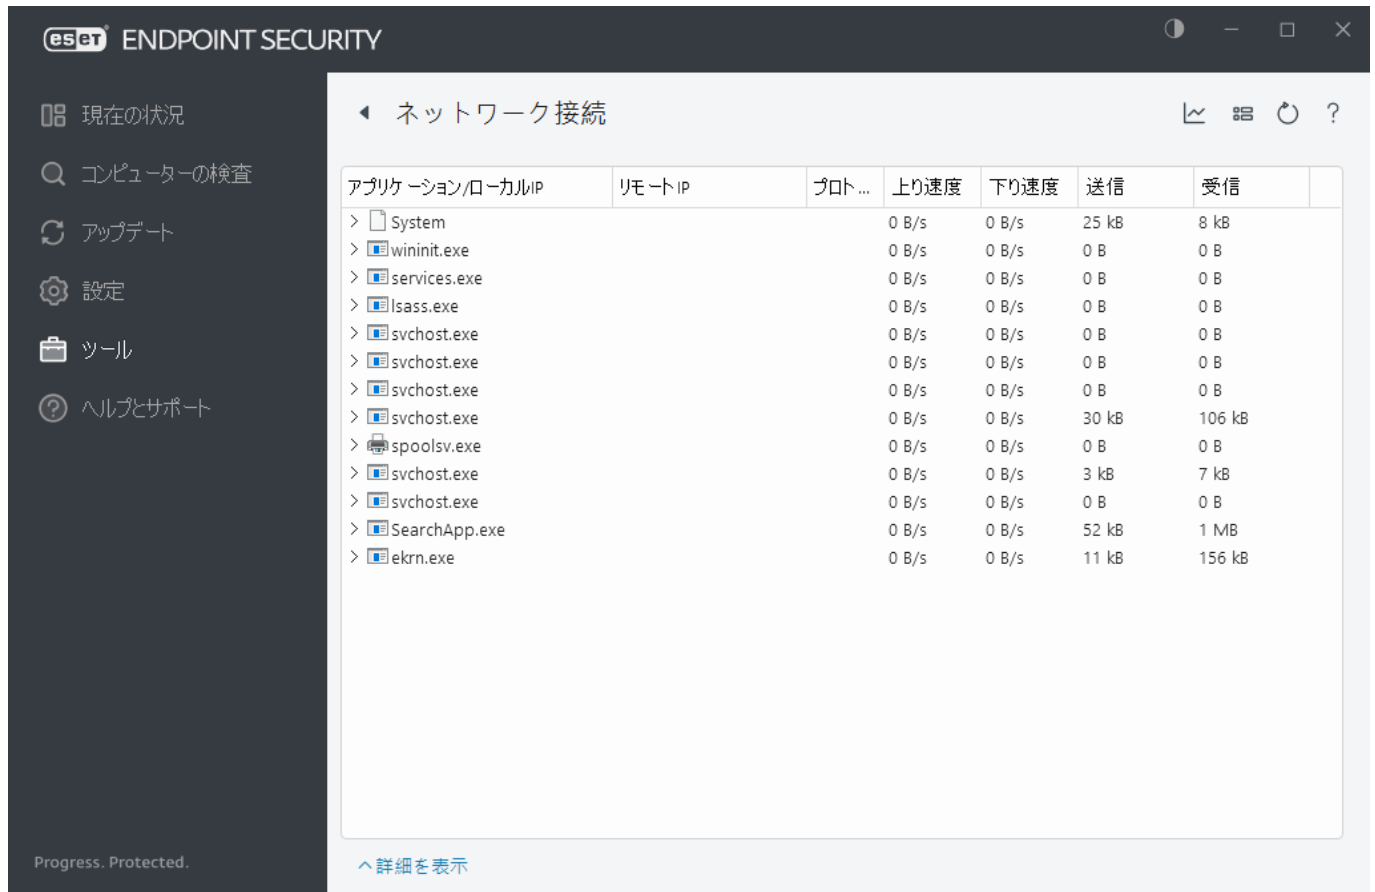 eset ENDPOINT SECURITY
現在の状況
コンピューターの検査
アップデート
設定
ツール
ヘルプとサポート
Progress. Protected.
ネットワーク接続
?
アプリケーション/ローカルIP リモートIP プロト... 上り速度 下り速度 送信 受信
System 0 B/s 0 B/s 25 kB 8 kB
wininit.exe 0 B/s 0 B/s 0 B 0 B
services.exe 0 B/s 0 B/s 0 B 0 B
lsass.exe 0 B/s 0 B/s 0 B 0 B
svchost.exe 0 B/s 0 B/s 0 B 0 B
svchost.exe 0 B/s 0 B/s 0 B 0 B
svchost.exe 0 B/s 0 B/s 0 B 0 B
svchost.exe 0 B/s 0 B/s 30 kB 106 kB
spoolsv.exe 0 B/s 0 B/s 0 B 0 B
svchost.exe 0 B/s 0 B/s 3 kB 7 kB
svchost.exe 0 B/s 0 B/s 0 B 0 B
SearchApp.exe 0 B/s 0 B/s 52 kB 1 MB
ekrn.exe 0 B/s 0 B/s 11 kB 156 kB
詳細を表示